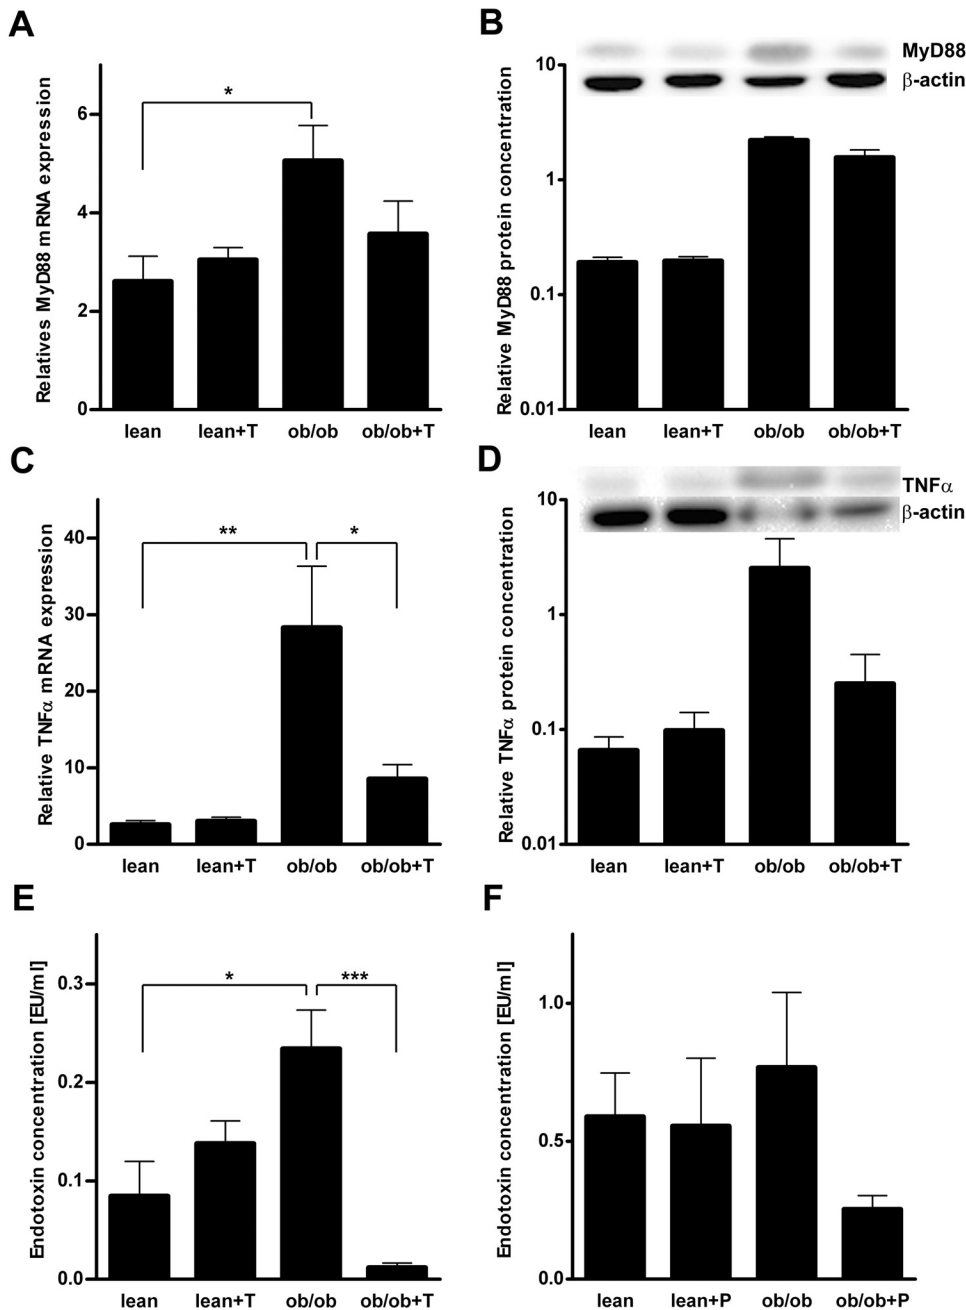 A
Relatives MyD88 mRNA expression
6
4
2
0
*
lean lean+T ob/ob ob/ob+T
B
Relative MyD88 protein concentration
10
1
0.1
0.01
MyD88
β-actin
lean lean+T ob/ob ob/ob+T
C
Relative TNFα mRNA expression
40
30
20
10
0
** *
lean lean+T ob/ob ob/ob+T
D
Relative TNFα protein concentration
10
1
0.1
0.01
TNFα
β-actin
lean lean+T ob/ob ob/ob+T
E
Endotoxin concentration [EU/ml]
0.3
0.2
0.1
0.0
* ***
lean lean+T ob/ob ob/ob+T
F
Endotoxin concentration [EU/ml]
1.0
0.5
0.0
lean lean+P ob/ob ob/ob+P